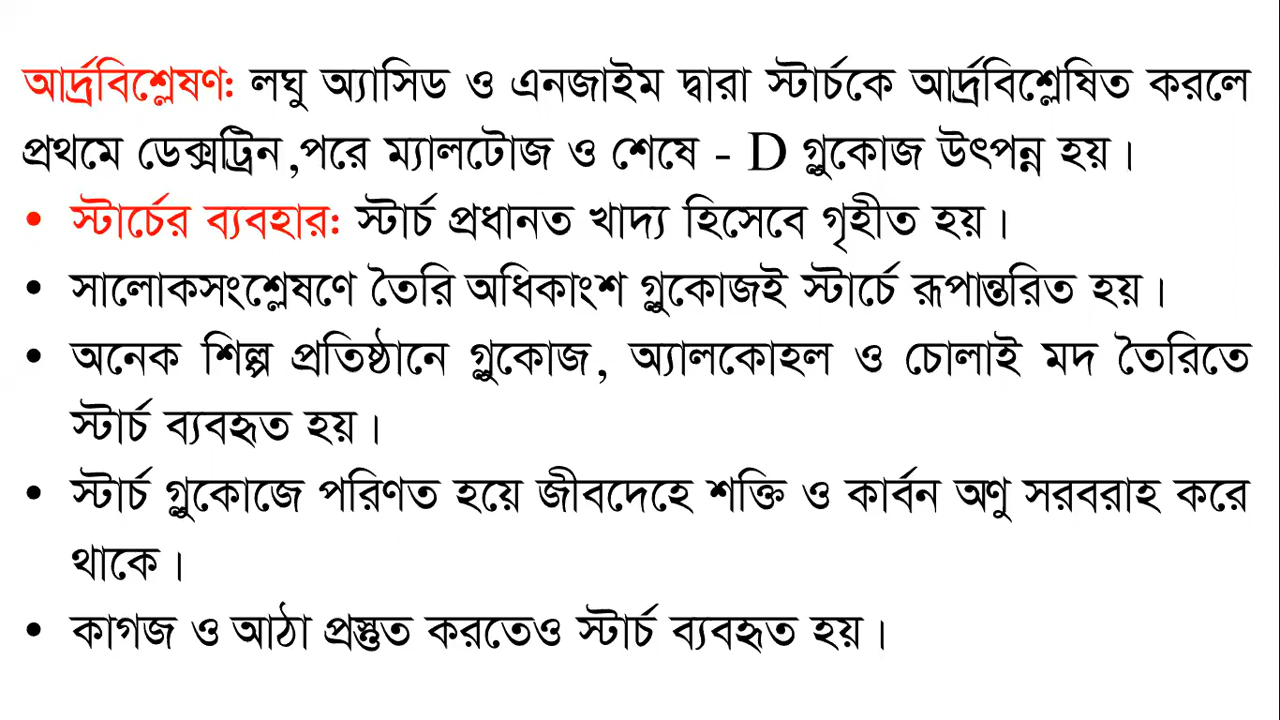 আর্দ্রবিশ্লেষণ: লঘু অ্যাসিড ও এনজাইম দ্বারা স্টার্চকে আর্দ্রবিশ্লেষিত করলে
প্রথমে ডেক্সট্রিন,পরে ম্যালটোজ ও শেষে - D গ্লুকোজ উৎপন্ন হয়।
• স্টার্চের ব্যবহার: স্টার্চ প্রধানত খাদ্য হিসেবে গৃহীত হয়।
• সালোকসংশ্লেষণে তৈরি অধিকাংশ গ্লুকোজই স্টার্চে রূপান্তরিত হয়।
• অনেক শিল্প প্রতিষ্ঠানে গ্লুকোজ, অ্যালকোহল ও চোলাই মদ তৈরিতে
স্টার্চ ব্যবহৃত হয়।
• স্টার্চ গ্লুকোজে পরিণত হয়ে জীবদেহে শক্তি ও কার্বন অণু সরবরাহ করে
থাকে।
• কাগজ ও আঠা প্রস্তুত করতেও স্টার্চ ব্যবহৃত হয়।